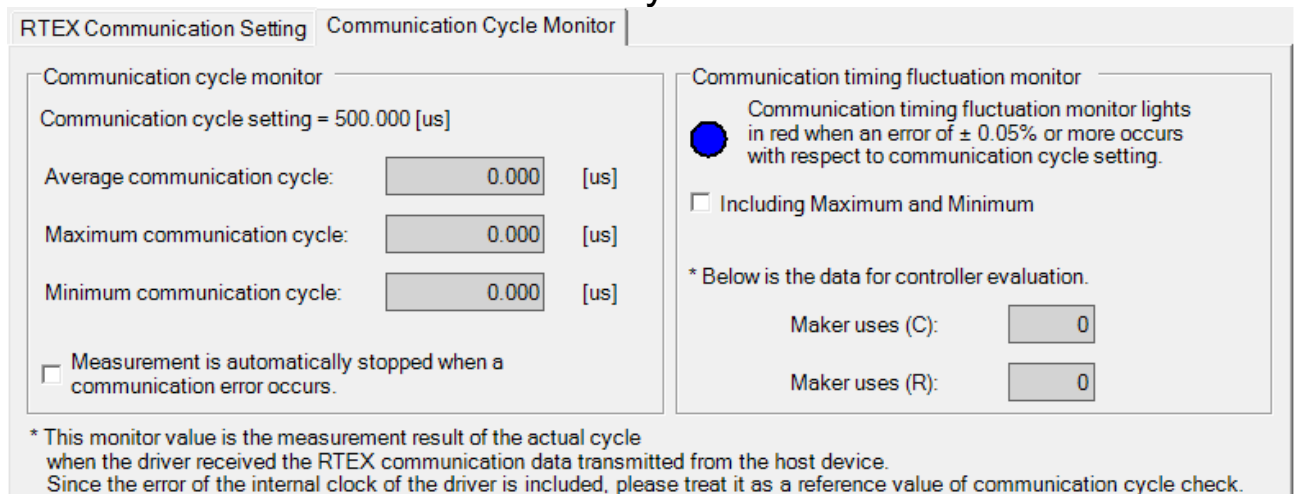 RTEX Communication Setting
Communication Cycle Monitor
Communication cycle monitor
Communication cycle setting = 500.000 [us]
Average communication cycle: 0.000 [us]
Maximum communication cycle: 0.000 [us]
Minimum communication cycle: 0.000 [us]
Measurement is automatically stopped when a
communication error occurs.
Communication timing fluctuation monitor
Communication timing fluctuation monitor lights
in red when an error of ± 0.05% or more occurs
with respect to communication cycle setting.
Including Maximum and Minimum
* Below is the data for controller evaluation.
Maker uses (C): 0
Maker uses (R): 0
* This monitor value is the measurement result of the actual cycle
when the driver received the RTEX communication data transmitted from the host device.
Since the error of the internal clock of the driver is included, please treat it as a reference value of communication cycle check.